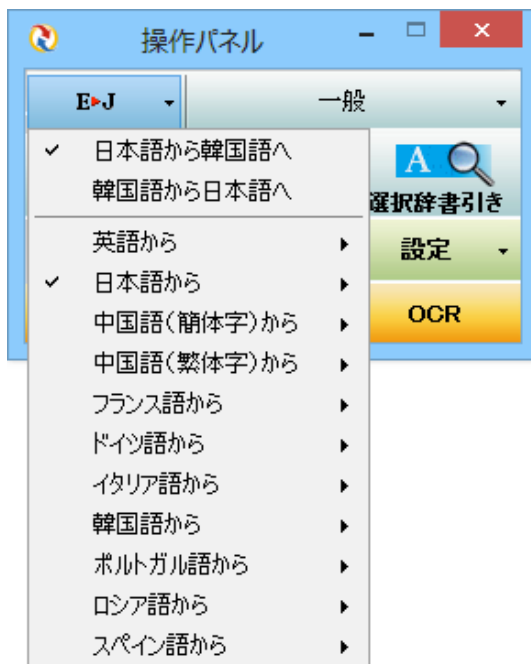 操作パネル
E▸J
一般
日本語から韓国語へ
韓国語から日本語へ
A
選択辞書引き
英語から
設定
日本語から
中国語(簡体字)から
OCR
中国語(繁体字)から
フランス語から
ドイツ語から
イタリア語から
韓国語から
ポルトガル語から
ロシア語から
スペイン語から